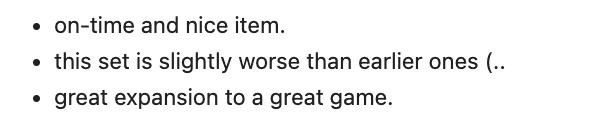 • on-time and nice item.
• this set is slightly worse than earlier ones (..
• great expansion to a great game.